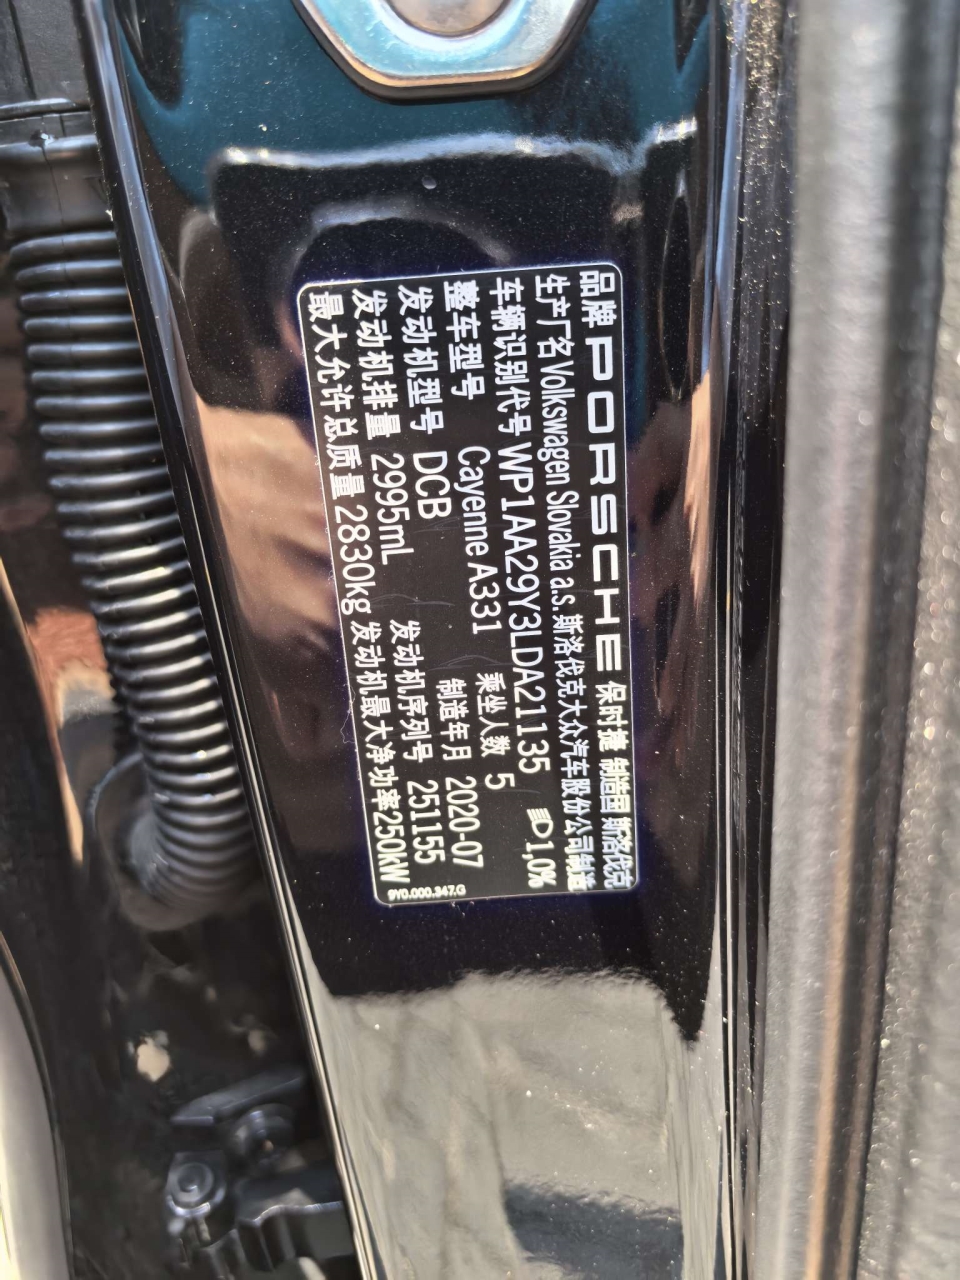 品牌 PORSCHE 保时捷 制造国 斯洛伐克
生产厂名 Volkswagen Slovakia a.s. 斯洛伐克大众汽车股份公司制造
车辆识别代号 WP1AA29Y3LDA21135 1,0%
整车型号 Cayenne A331 乘坐人数 5
发动机型号 DCB 制造年月 2020-07
发动机排量 2995mL 发动机序列号 251155
最大允许总质量 2830kg 发动机最大净功率250kW
9Y0.000.347.G